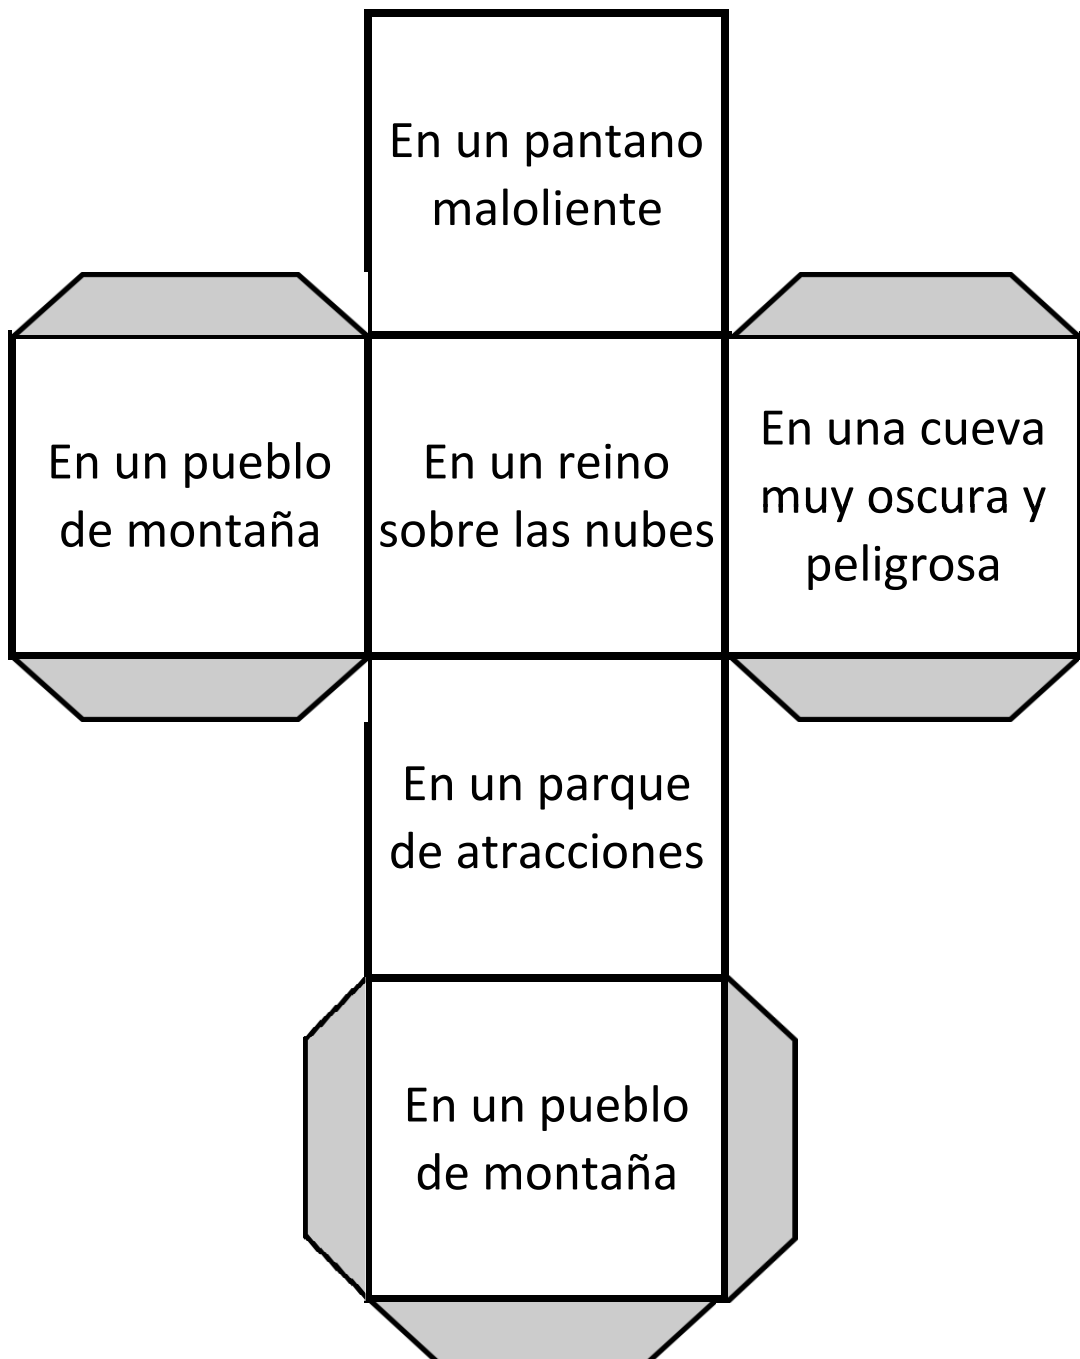 En un pantano
maloliente
En un pueblo
de montaña
En un reino
sobre las nubes
En una cueva
muy oscura y
peligrosa
En un parque
de atracciones
En un pueblo
de montaña